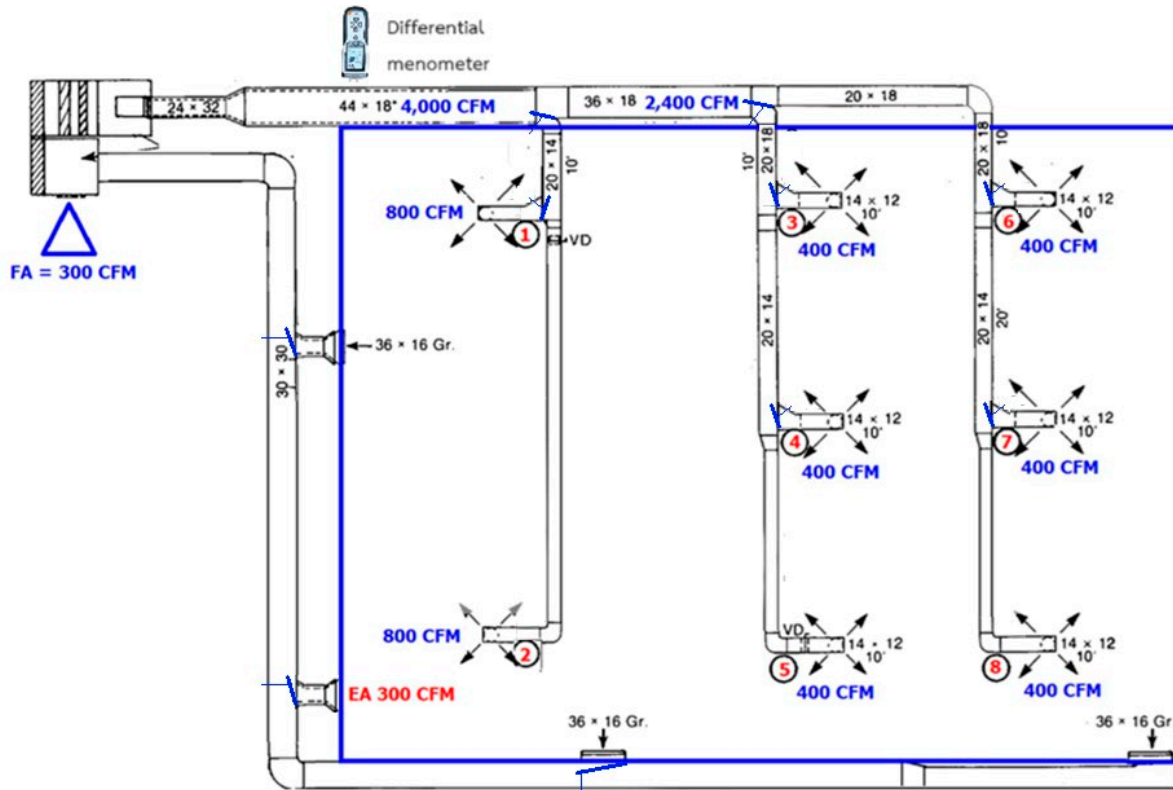 Differential
menometer
24 × 32
44 × 18"
4,000 CFM
36 × 18
2,400 CFM
20 × 18
FA = 300 CFM
20 × 14
10'
800 CFM
1
VD
10'
20 × 18
3
14 × 12
10'
400 CFM
20 × 18
10'
6
14 × 12
10'
400 CFM
36 × 16 Gr.
30 × 30
20 × 14
4
14 × 12
10'
400 CFM
20 × 14
20'
7
14 × 12
10'
400 CFM
800 CFM
2
VD
5
14 × 12
10'
400 CFM
8
14 × 12
10'
400 CFM
EA 300 CFM
36 × 16 Gr.
36 × 16 Gr.